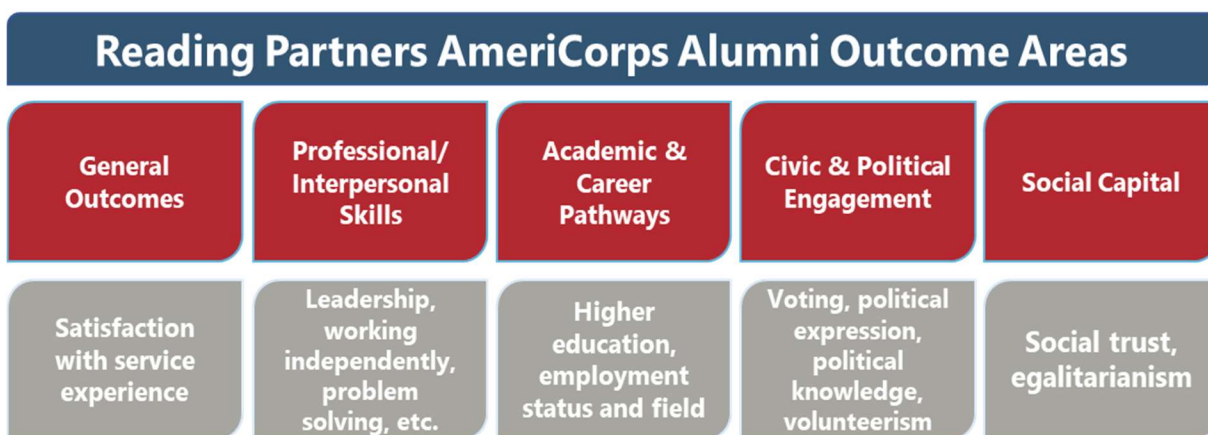 Reading Partners AmeriCorps Alumni Outcome Areas
General
Outcomes
Professional/
Interpersonal
Skills
Academic &
Career
Pathways
Civic & Political
Engagement
Social Capital
Satisfaction
with service
experience
Leadership,
working
independently,
problem
solving, etc.
Higher
education,
employment
status and field
Voting, political
expression,
political
knowledge,
volunteerism
Social trust,
egalitarianism